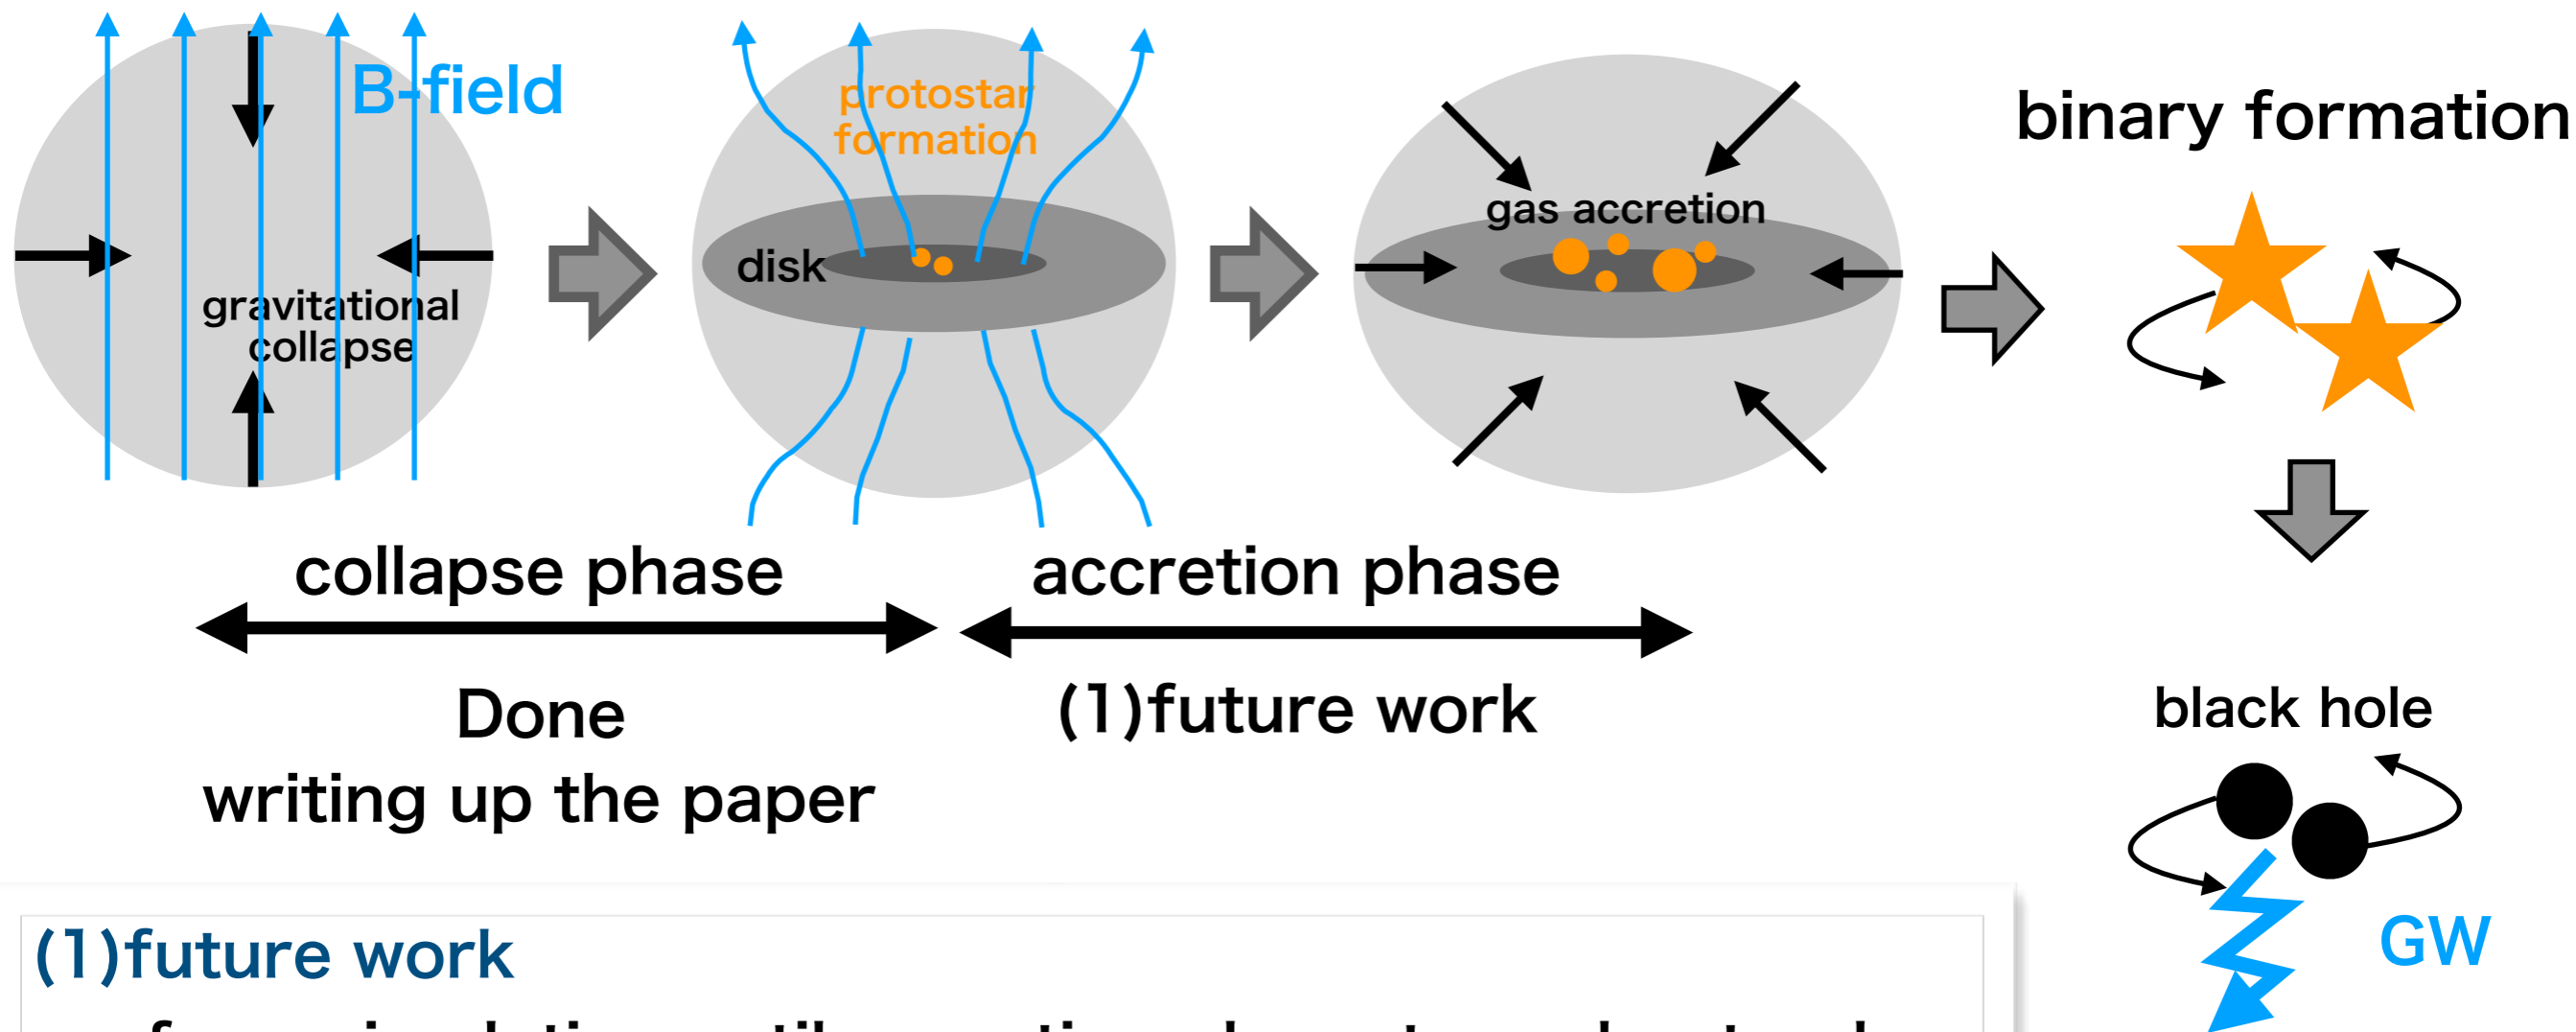 B-field
gravitational
collapse
protostar
formation
disk
gas accretion
binary formation
collapse phase
accretion phase
Done
writing up the paper
(1)future work
black hole
GW
(1)future work